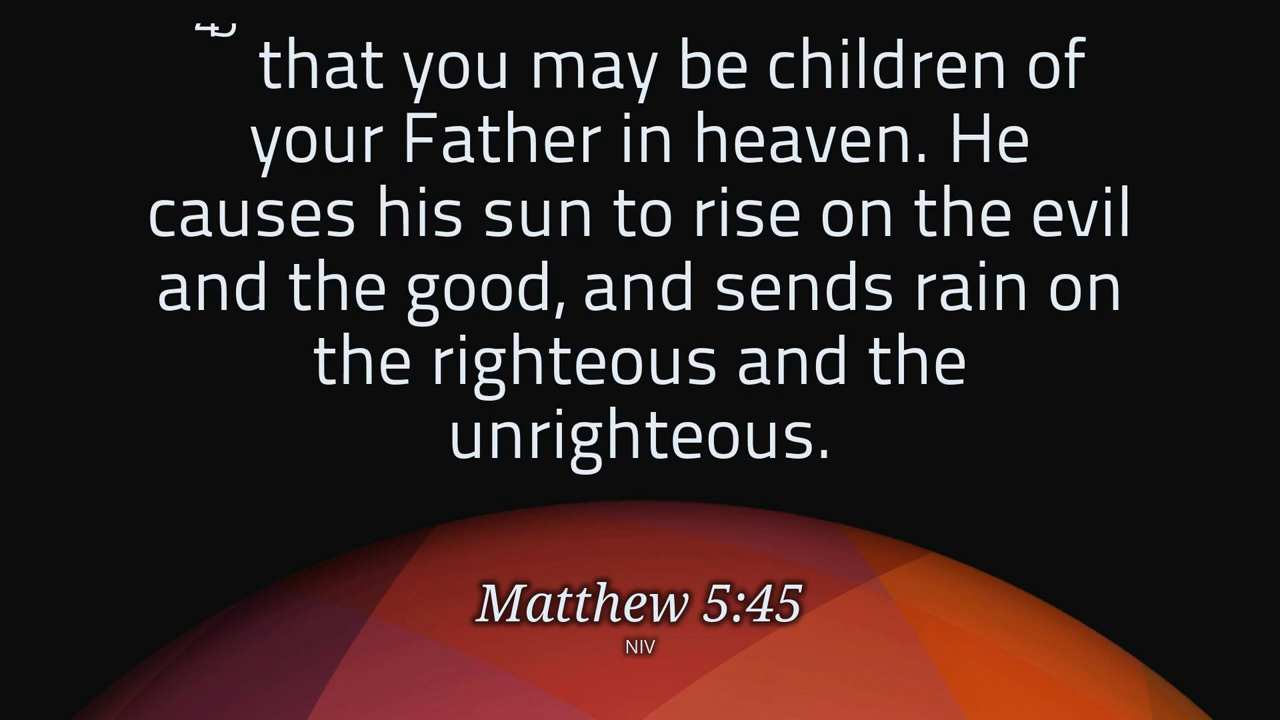 45
that you may be children of
your Father in heaven. He
causes his sun to rise on the evil
and the good, and sends rain on
the righteous and the
unrighteous.
Matthew 5:45
NIV